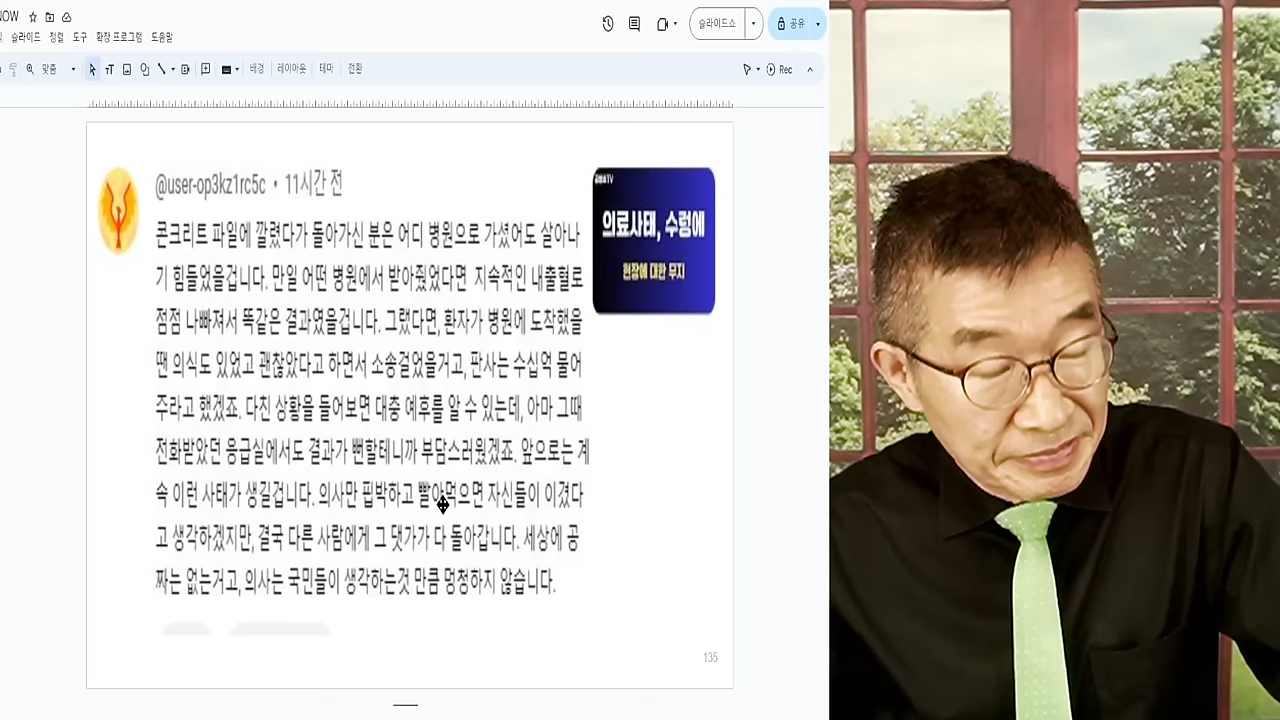 NOW
슬라이드 정렬 도구 확장 프로그램 도움말
슬라이드쇼
공유
맞춤
배경 레이아웃 테마 전환
Rec
@user-op3kz1rc5c • 11시간 전
콘크리트 파일에 깔렸다가 돌아가신 분은 어디 병원으로 가셨어도 살아나
기 힘들었을겁니다. 만일 어떤 병원에서 받아줬었다면 지속적인 내출혈로
점점 나빠져서 똑같은 결과였을겁니다. 그랬다면, 환자가 병원에 도착했을
땐 의식도 있었고 괜찮았다고 하면서 소송걸었을거고, 판사는 수십억 물어
주라고 했겠죠. 다친 상황을 들어보면 대충 예후를 알 수 있는데, 아마 그때
전화받았던 응급실에서도 결과가 뻔할테니까 부담스러웠겠죠. 앞으로는 계
속 이런 사태가 생길겁니다. 의사만 핍박하고 빨아먹으면 자신들이 이겼다
고 생각하겠지만, 결국 다른 사람에게 그 댓가가 다 돌아갑니다. 세상에 공
짜는 없는거고, 의사는 국민들이 생각하는것 만큼 멍청하지 않습니다.
의료사태, 수렁에
현장에 대한 무지
135